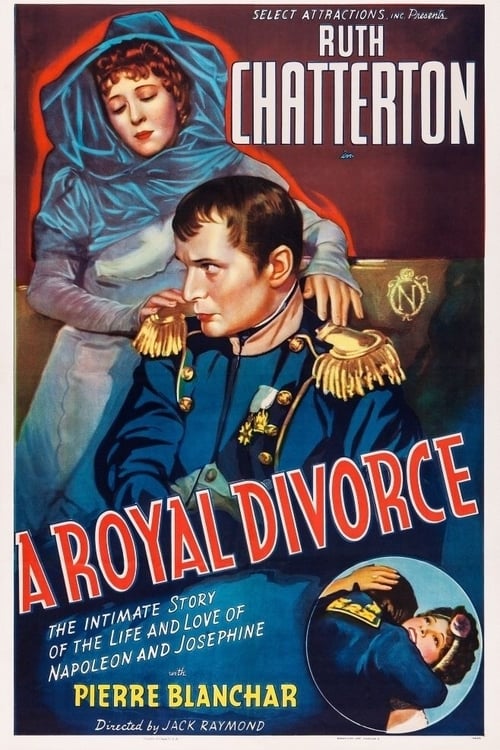 SELECT ATTRACTIONS, INC. Presents
RUTH
CHATTERTON
in
N
A ROYAL DIVORCE
THE INTIMATE STORY
OF THE LIFE AND LOVE OF
NAPOLEON AND JOSEPHINE
with
PIERRE BLANCHAR
Directed by JACK RAYMOND